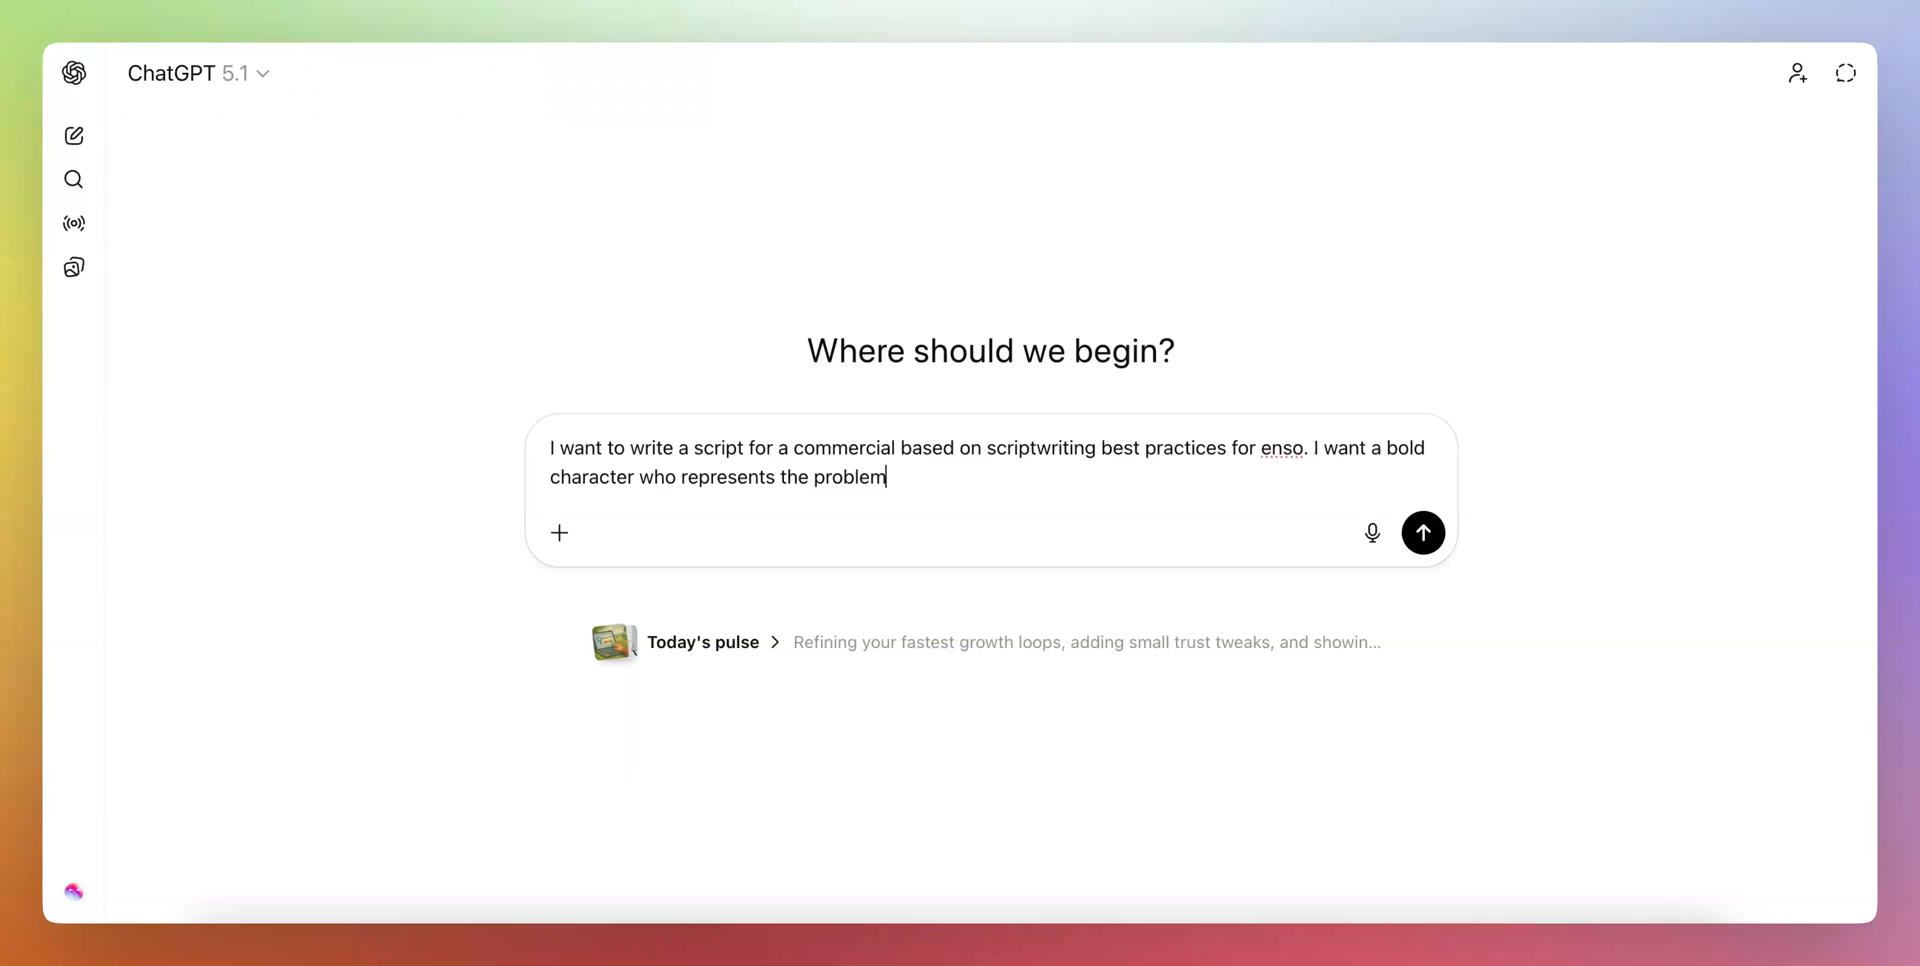 ChatGPT 5.1
Where should we begin?
I want to write a script for a commercial based on scriptwriting best practices for enso. I want a bold
character who represents the problem
Today's pulse Refining your fastest growth loops, adding small trust tweaks, and showin...